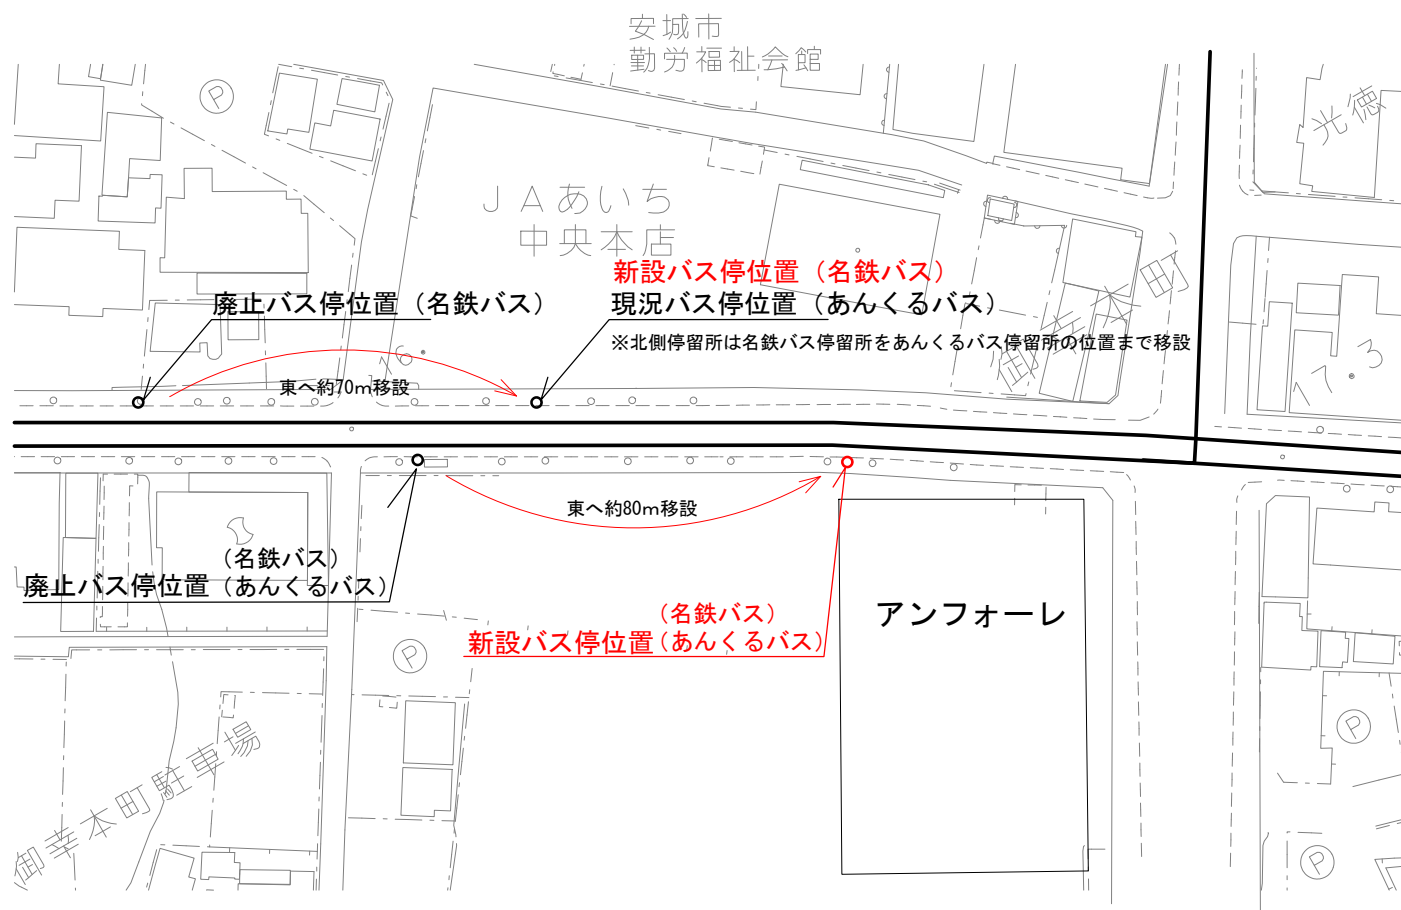 安城市
勤労福祉会館
Ｐ
光徳
ＪＡあいち
中央本店
新設バス停位置（名鉄バス）
現況バス停位置（あんくるバス）
※北側停留所は名鉄バス停留所をあんくるバス停留所の位置まで移設
廃止バス停位置（名鉄バス）
御幸本町
17.3
東へ約70m移設
東へ約80m移設
（名鉄バス）
廃止バス停位置（あんくるバス）
（名鉄バス）
新設バス停位置（あんくるバス）
アンフォーレ
Ｐ
御幸本町駐車場
Ｐ
Ｐ